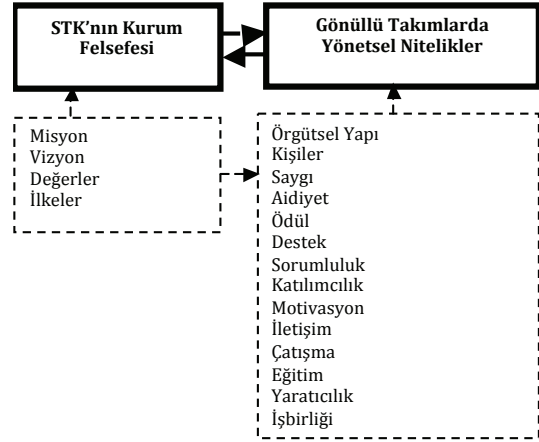 STK’nın Kurum
Felsefesi
Gönüllü Takımlarda
Yönetsel Nitelikler
Misyon
Vizyon
Değerler
İlkeler
Örgütsel Yapı
Kişiler
Saygı
Aidiyet
Ödül
Destek
Sorumluluk
Katılımcılık
Motivasyon
İletişim
Çatışma
Eğitim
Yaratıcılık
İşbirliği